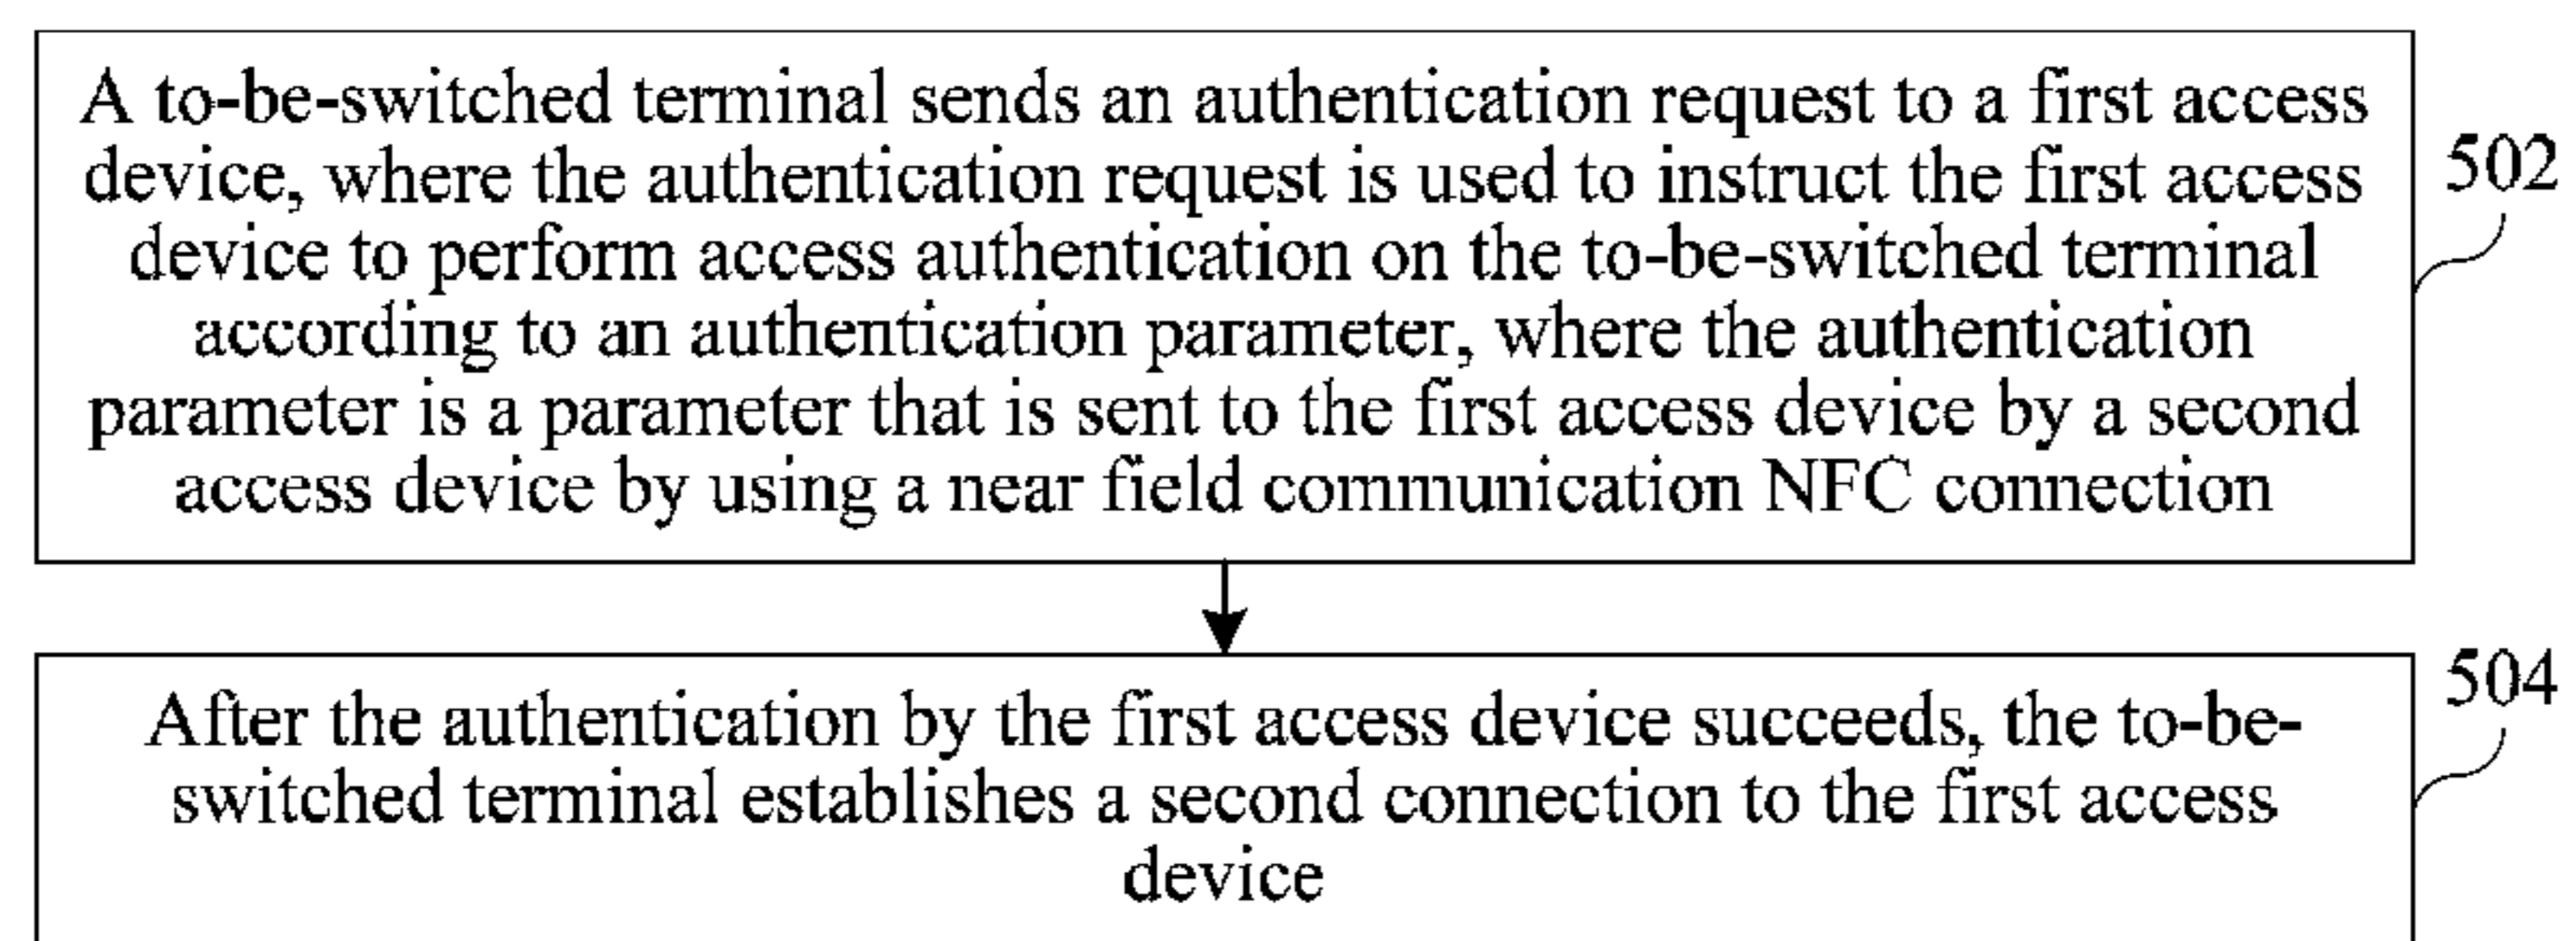 A to-be-switched terminal sends an authentication request to a first access
device, where the authentication request is used to instruct the first access
device to perform access authentication on the to-be-switched terminal
according to an authentication parameter, where the authentication
parameter is a parameter that is sent to the first access device by a second
access device by using a near field communication NFC connection
502
After the authentication by the first access device succeeds, the to-be-
switched terminal establishes a second connection to the first access
device
504